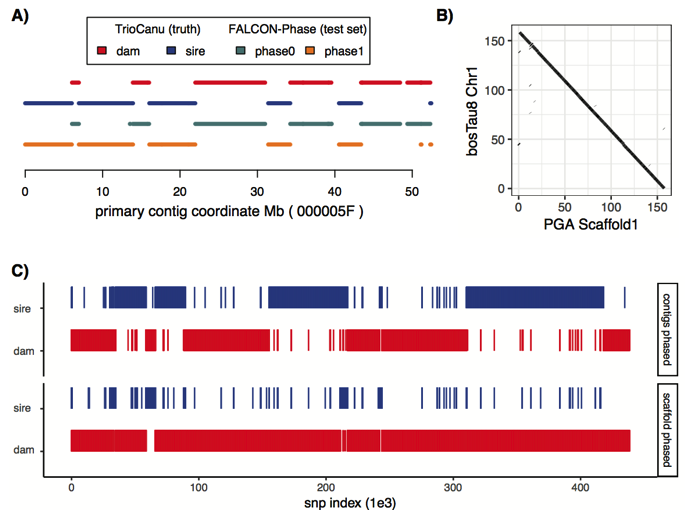 A)
TrioCanu (truth) FALCON-Phase (test set)
dam sire phase0 phase1
0 10 20 30 40 50
primary contig coordinate Mb ( 000005F )
B)
bosTau8 Chr1
150
100
50
0
0 50 100 150
PGA Scaffold1
C)
sire
dam
contigs phased
sire
dam
scaffold phased
0 100 200 300 400
snp index (1e3)